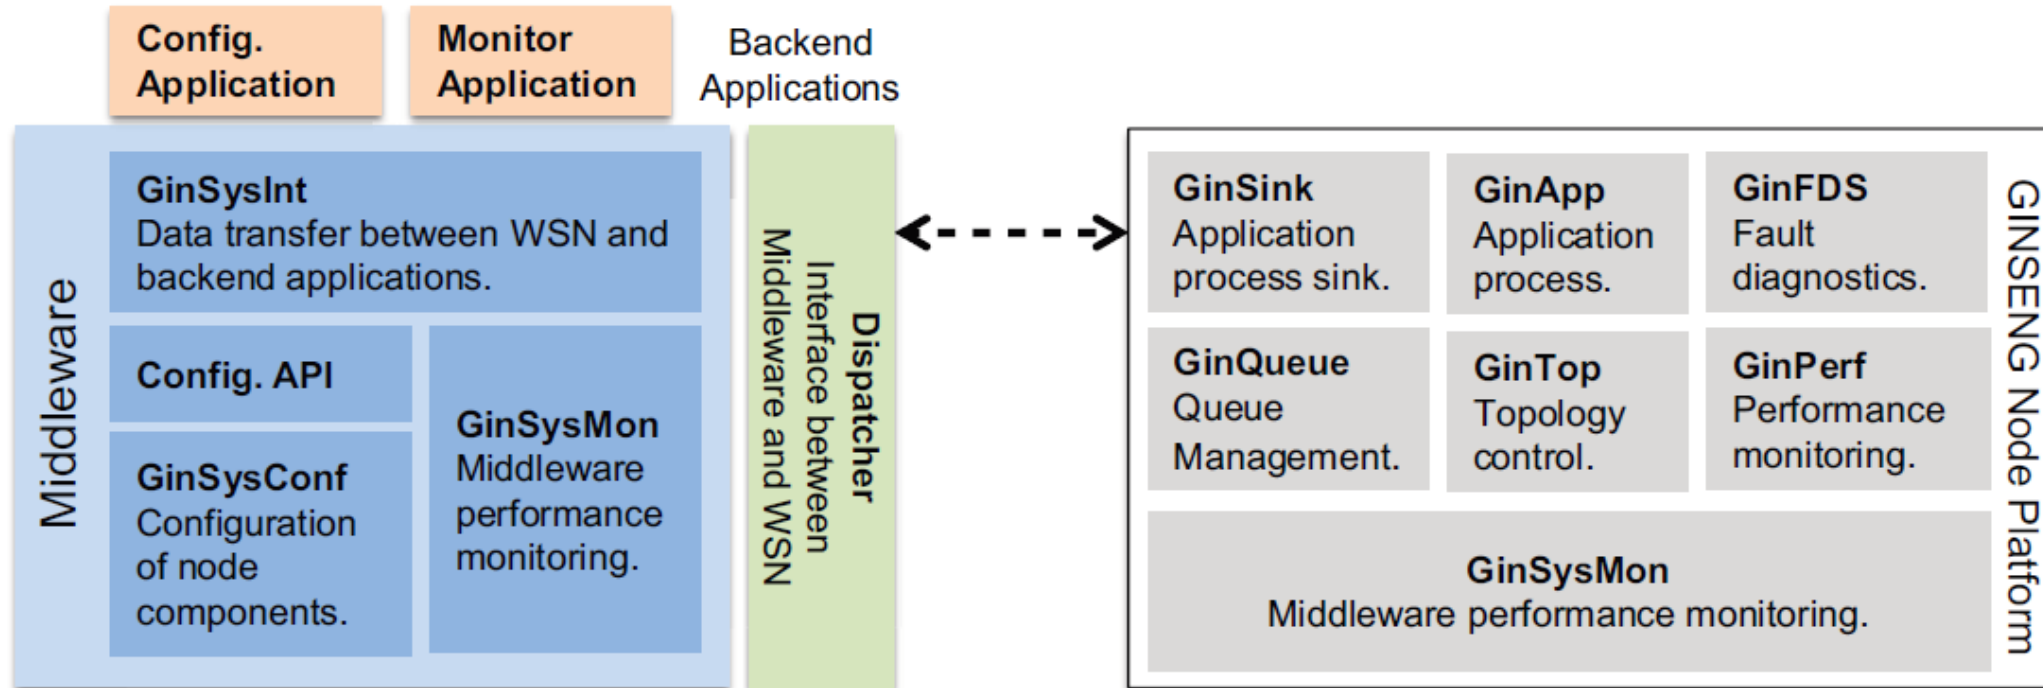 Config.
Application
Monitor
Application
Backend
Applications
Middleware
GinSysInt
Data transfer between WSN and
backend applications.
Config. API
GinSysConf
Configuration
of node
components.
GinSysMon
Middleware
performance
monitoring.
Dispatcher
Interface between
Middleware and WSN
GinSink
Application
process sink.
GinApp
Application
process.
GinFDS
Fault
diagnostics.
GinQueue
Queue
Management.
GinTop
Topology
control.
GinPerf
Performance
monitoring.
GinSysMon
Middleware performance monitoring.
GINSENG Node Platform